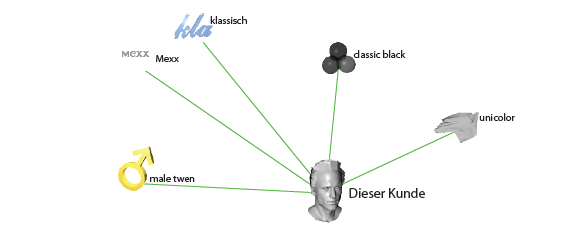 kla klassisch
mexx Mexx
classic black
unicolor
male twen
Dieser Kunde